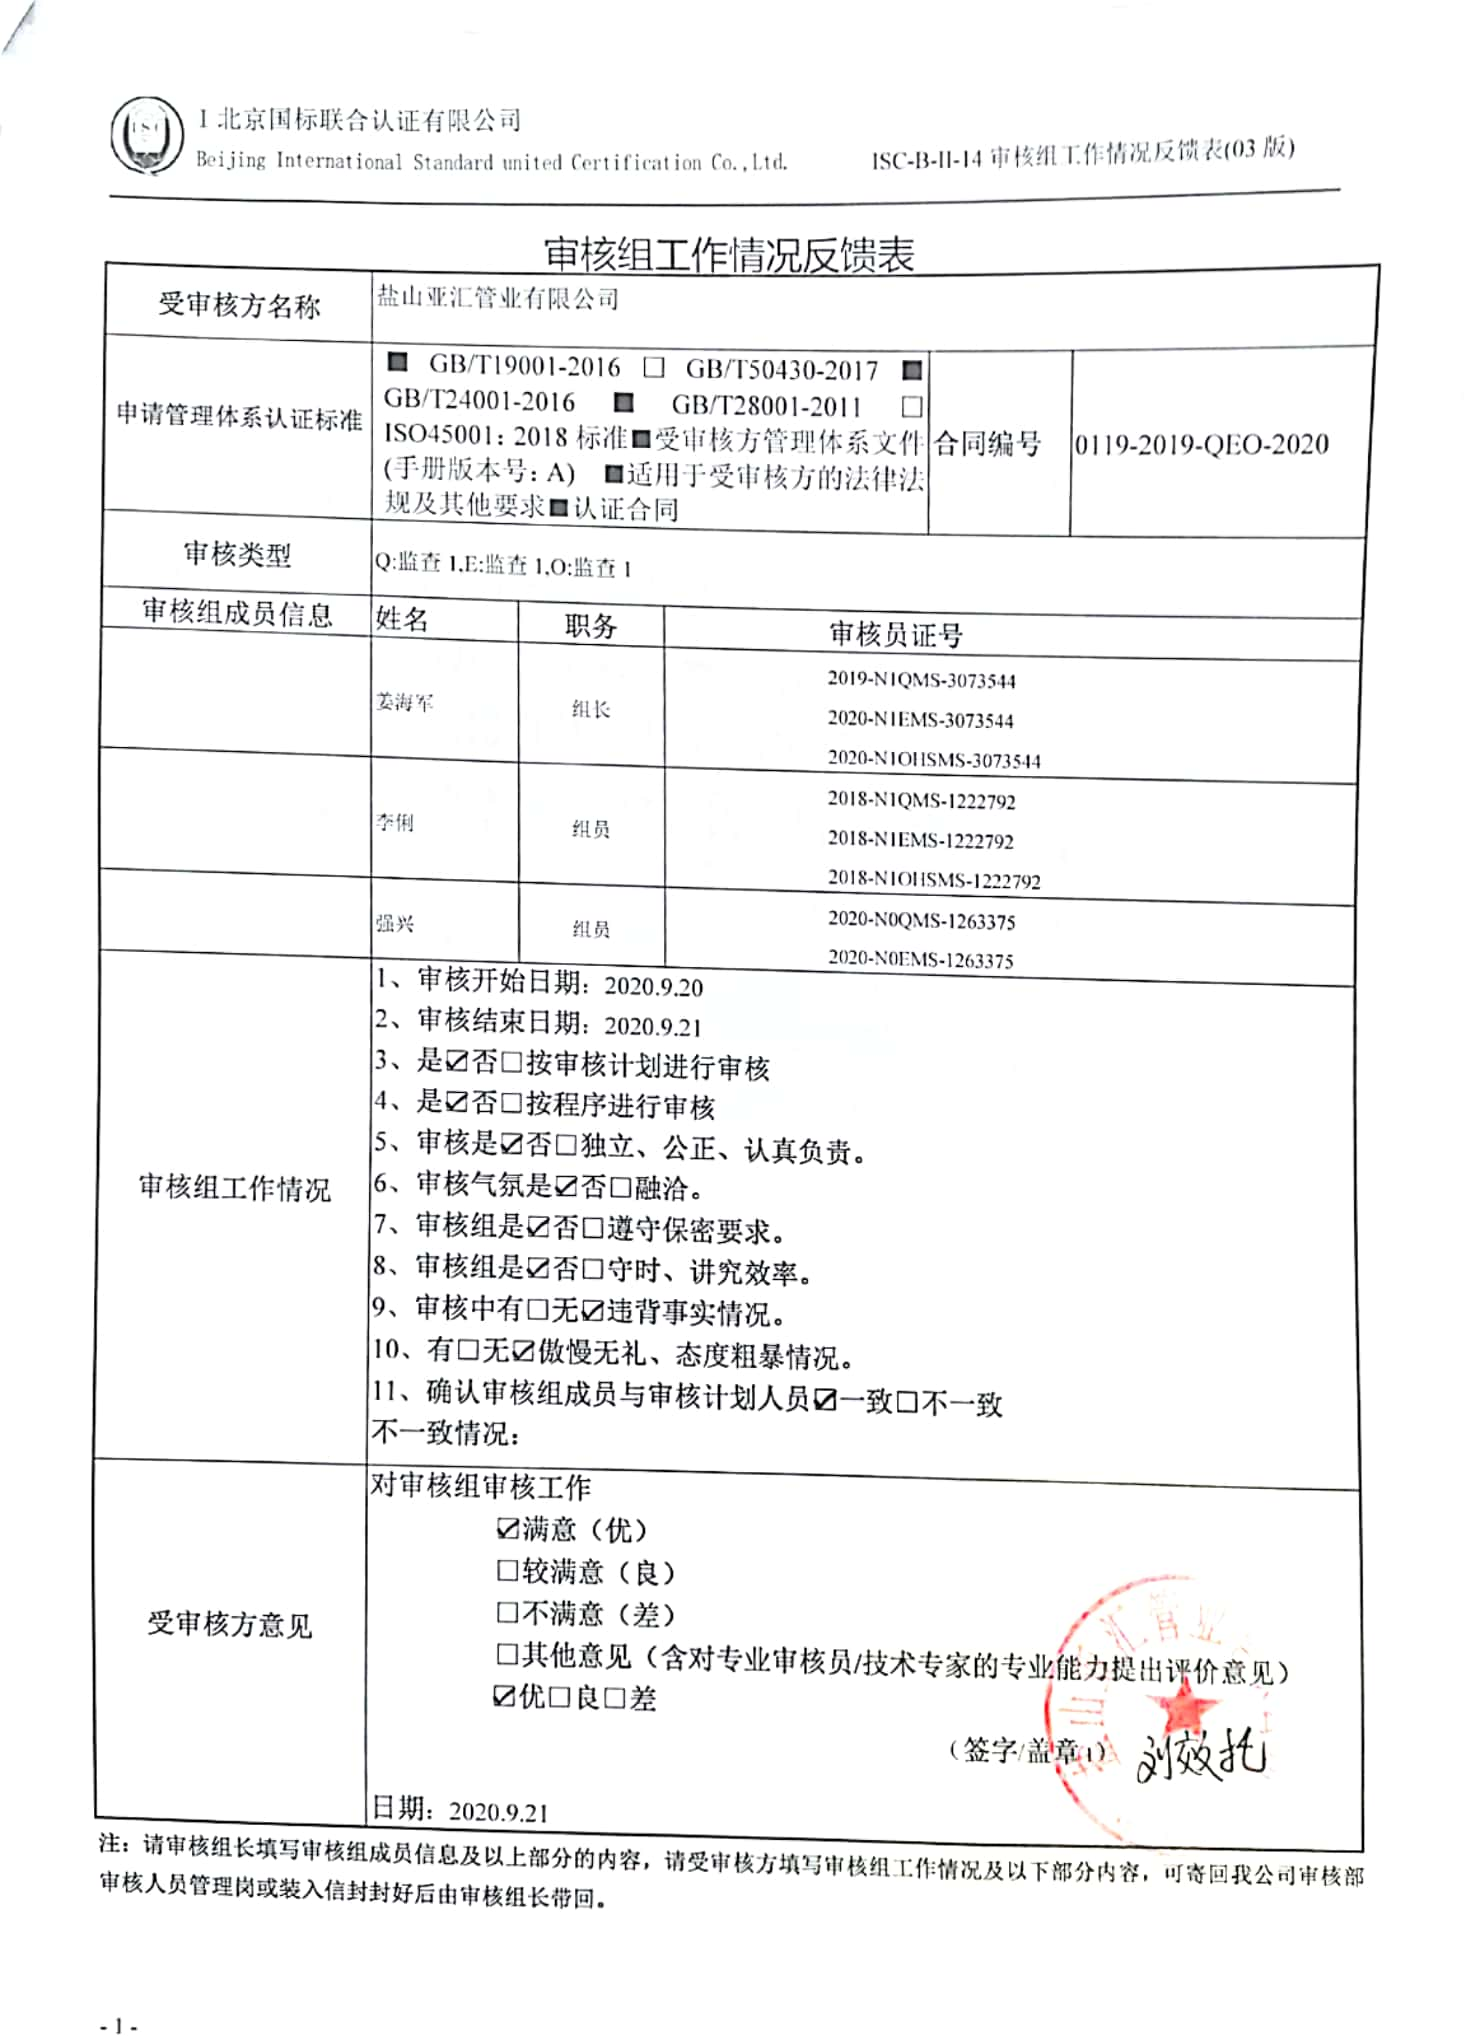 I 北京国标联合认证有限公司
Beijing International Standard united Certification Co.,Ltd.
ISC-B-II-14 审核组工作情况反馈表(03 版)
审核组工作情况反馈表
受审核方名称
盐山亚汇管业有限公司
申请管理体系认证标准
■ GB/T19001-2016 □ GB/T50430-2017 ■
GB/T24001-2016 ■ GB/T28001-2011 □
ISO45001: 2018 标准■受审核方管理体系文件
(手册版本号: A) ■适用于受审核方的法律法
规及其他要求■认证合同
合同编号
0119-2019-QEO-2020
审核类型
Q:监查 1,E:监查 1,O:监查 1
审核组成员信息
姓名
职务
审核员证号
姜海军
组长
2019-N1QMS-3073544
2020-N1EMS-3073544
2020-N1OHSMS-3073544
李俐
组员
2018-N1QMS-1222792
2018-N1EMS-1222792
2018-N1OHSMS-1222792
强兴
组员
2020-N0QMS-1263375
2020-N0EMS-1263375
审核组工作情况
1、审核开始日期: 2020.9.20
2、审核结束日期: 2020.9.21
3、是☑否□按审核计划进行审核
4、是☑否□按程序进行审核
5、审核是☑否□独立、公正、认真负责。
6、审核气氛是☑否□融洽。
7、审核组是☑否□遵守保密要求。
8、审核组是☑否□守时、讲究效率。
9、审核中有□无☑违背事实情况。
10、有□无☑傲慢无礼、态度粗暴情况。
11、确认审核组成员与审核计划人员☑一致□不一致
不一致情况:
受审核方意见
对审核组审核工作
☑满意（优）
□较满意（良）
□不满意（差）
□其他意见（含对专业审核员/技术专家的专业能力提出评价意见）
☑优□良□差
（签字/盖章）
日期: 2020.9.21
注: 请审核组长填写审核组成员信息及以上部分的内容，请受审核方填写审核组工作情况及以下部分内容，可寄回我公司审核部
审核人员管理岗或装入信封封好后由审核组长带回。
- 1 -